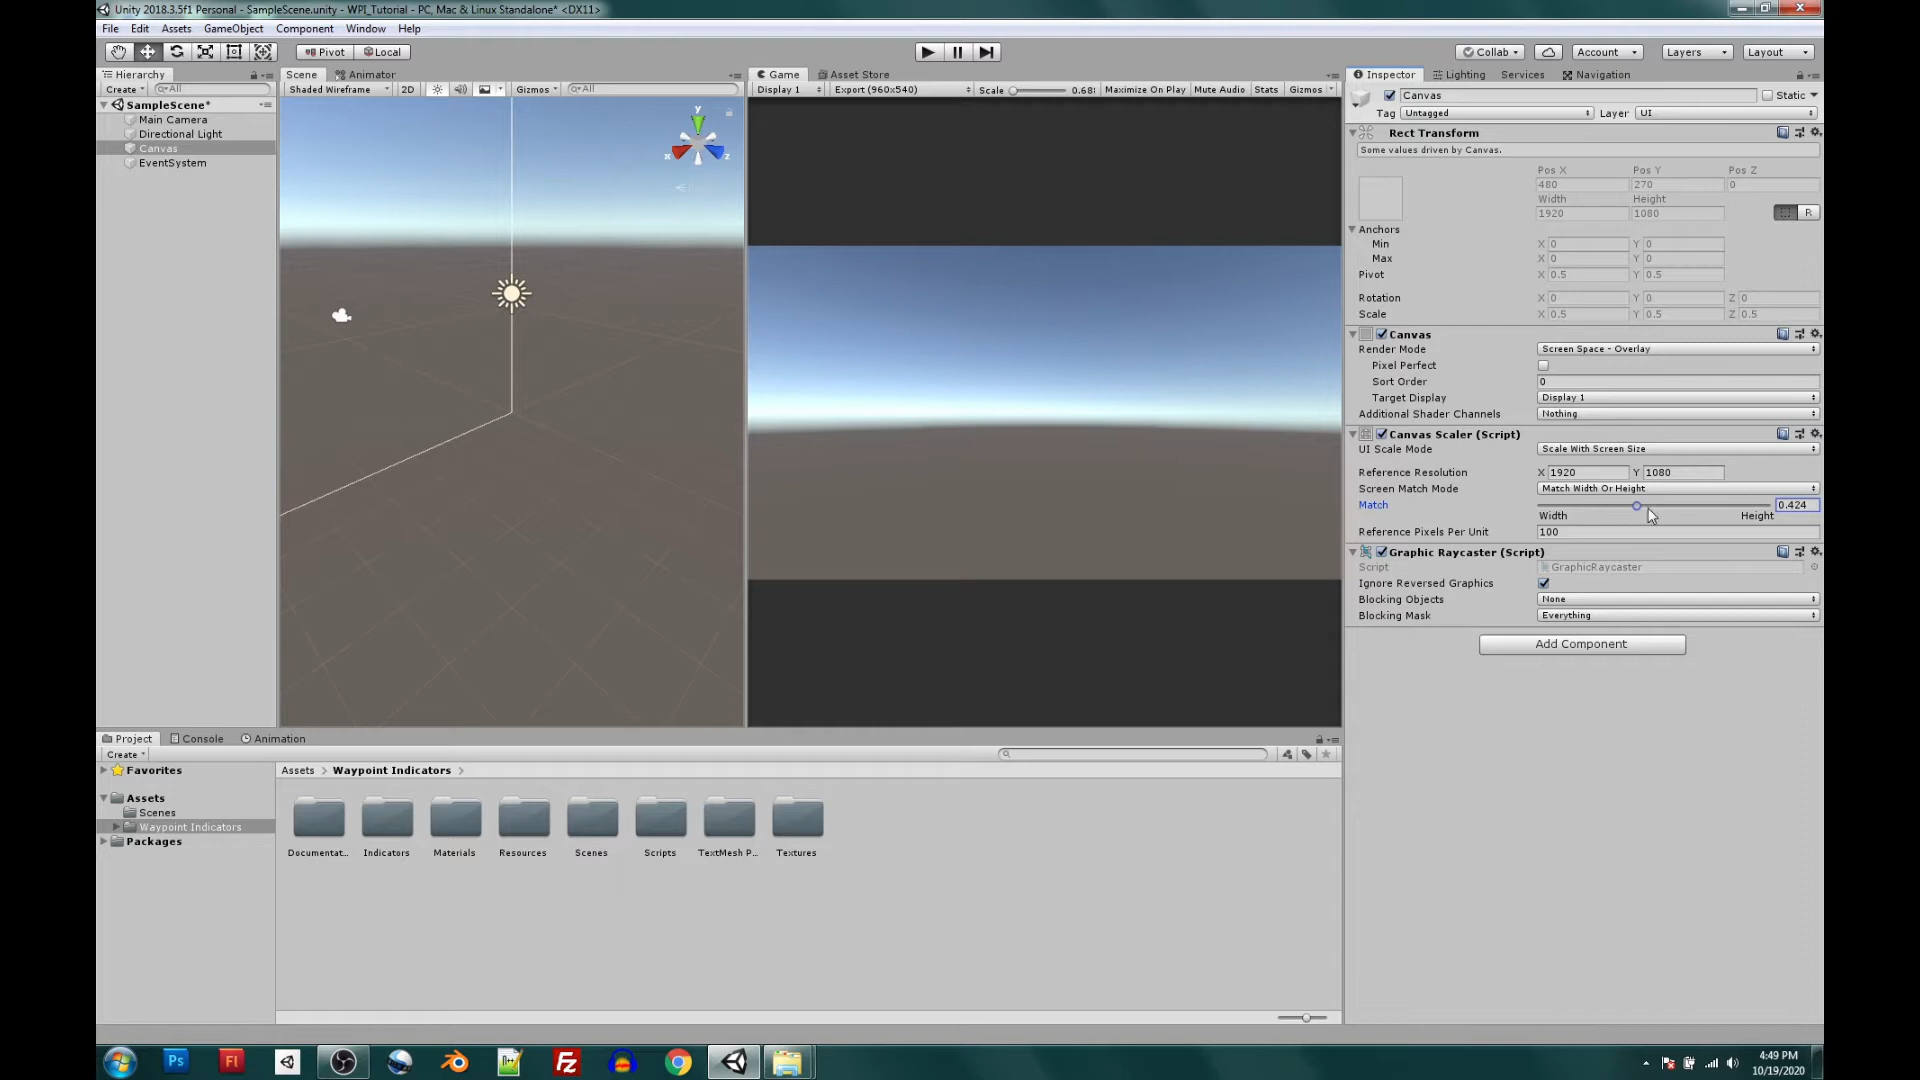 Unity 2018.3.5f1 Personal - SampleScene.unity - WPI_Tutorial - PC, Mac & Linux Standalone* <DX11>
File Edit Assets GameObject Component Window Help
Pivot Local Collab Account Layers Layout
Hierarchy Scene Animator Game Asset Store Inspector Lighting Services Navigation
Create All Shaded Wireframe 2D Gizmos All Display 1 Export (960x540) Scale 0.68 Maximize On Play Mute Audio Stats Gizmos
Canvas Static
Tag Untagged Layer UI
SampleScene*
Main Camera
Directional Light
Canvas
EventSystem
y
x z
Rect Transform
Some values driven by Canvas.
Pos X Pos Y Pos Z
480 270 0
Width Height
1920 1080
R
Anchors
Min X 0 Y 0
Max X 0 Y 0
Pivot X 0.5 Y 0.5
Rotation X 0 Y 0 Z 0
Scale X 0.5 Y 0.5 Z 0.5
Canvas
Render Mode Screen Space - Overlay
Pixel Perfect
Sort Order 0
Target Display Display 1
Additional Shader Channels Nothing
Canvas Scaler (Script)
UI Scale Mode Scale With Screen Size
Reference Resolution X 1920 Y 1080
Screen Match Mode Match Width Or Height
Match 0.424
Width Height
Reference Pixels Per Unit 100
Graphic Raycaster (Script)
Script GraphicRaycaster
Ignore Reversed Graphics
Blocking Objects None
Blocking Mask Everything
Add Component
Project Console Animation
Create
Favorites
Assets
Scenes
Waypoint Indicators
Packages
Assets > Waypoint Indicators >
Documentat... Indicators Materials Resources Scenes Scripts TextMesh P... Textures
Ps Fl Fz
4:49 PM
10/19/2020